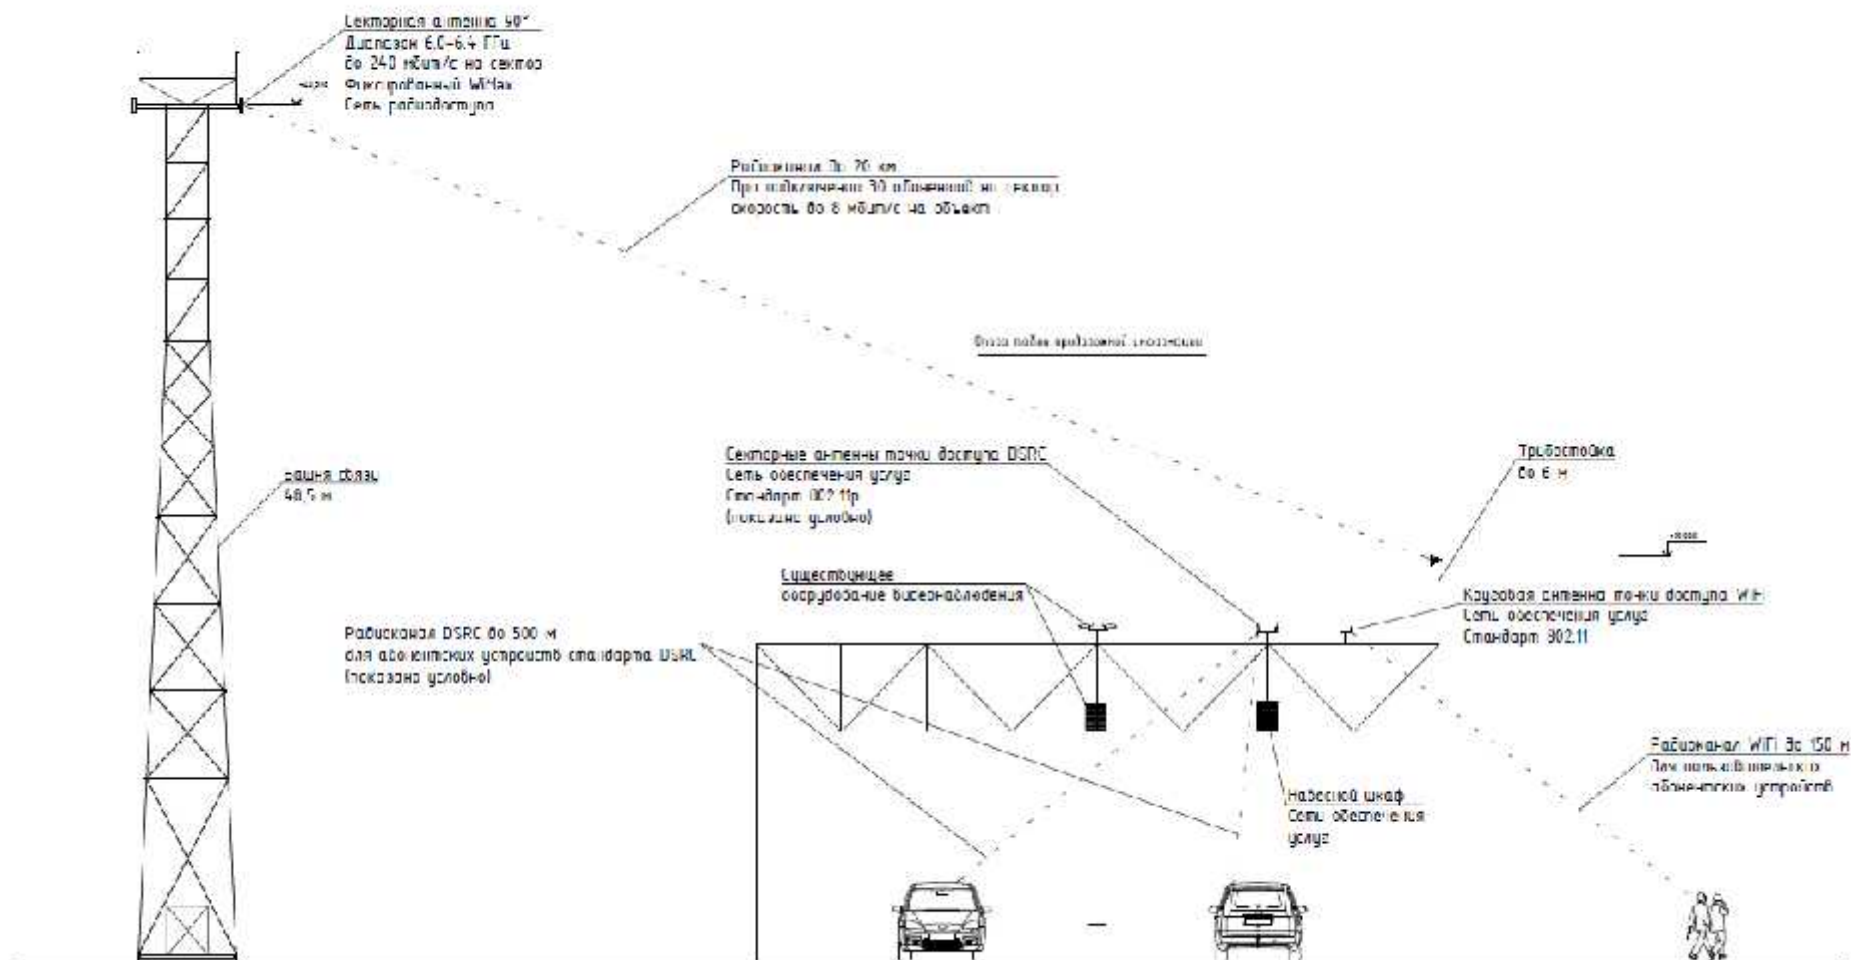 Секторная антенна 90°
Диапазон 6,0-6,4 ГГц
до 240 мбит/с на сектор
Фиксированный WiMax
Сеть радиодоступа
Радиоканал до 20 км
При подключении 30 абонентов на сектор
скорость до 8 мбит/с на объект
Башня связи
48,5 м
Секторные антенны точки доступа DSRC
Сеть обеспечения услуг
Стандарт 802.11p
(показано условно)
Трубостойка
до 6 м
Существующее
оборудование видеонаблюдения
Круговая антенна точки доступа WiFi
Сеть обеспечения услуг
Стандарт 802.11
Радиоканал DSRC до 500 м
для абонентских устройств стандарта DSRC
(показано условно)
Радиоканал WiFi до 150 м
Для пользовательских
абонентских устройств
Навесной шкаф
Сети обеспечения
услуг